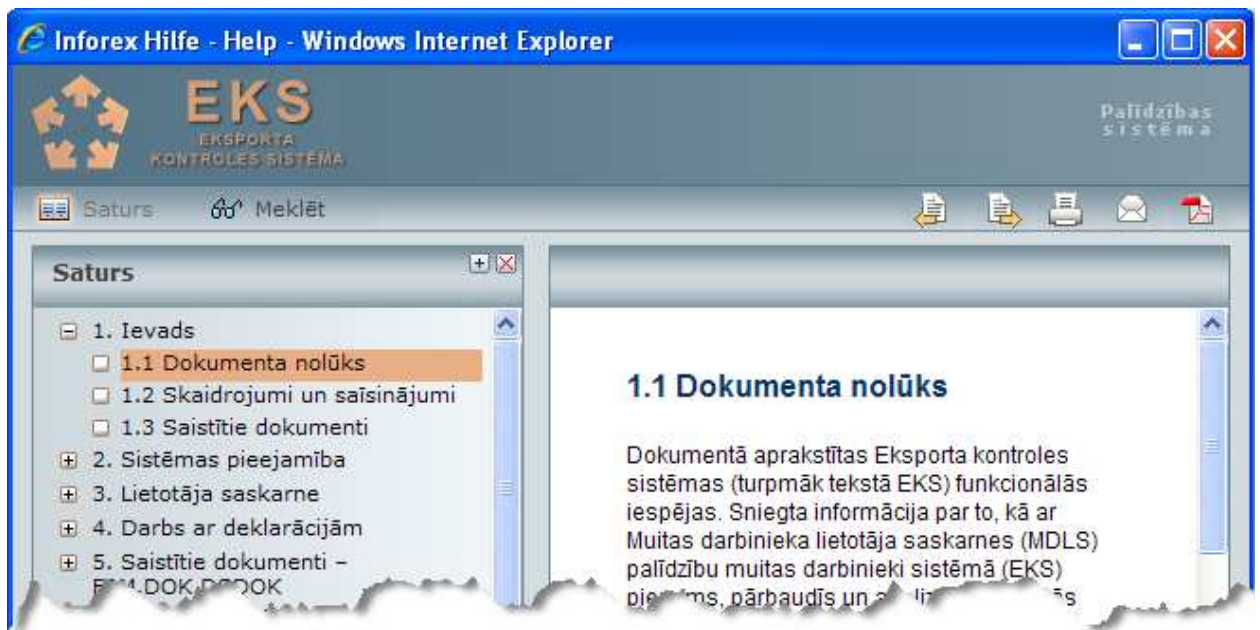 Inforex Hilfe - Help - Windows Internet Explorer
EKS
EKSPORTA
KONTROLES SISTĒMA
Palīdzības
sistēma
Saturs Meklēt
Saturs
1. Ievads
1.1 Dokumenta nolūks
1.2 Skaidrojumi un saīsinājumi
1.3 Saistītie dokumenti
2. Sistēmas pieejamība
3. Lietotāja saskarne
4. Darbs ar deklarācijām
5. Saistītie dokumenti –
1.1 Dokumenta nolūks
Dokumentā aprakstītas Eksporta kontroles
sistēmas (turpmāk tekstā EKS) funkcionālās
iespējas. Sniegta informācija par to, kā ar
Muitas darbinieka lietotāja saskarnes (MDLS)
palīdzību muitas darbinieki sistēmā (EKS)
pārbaudīs un